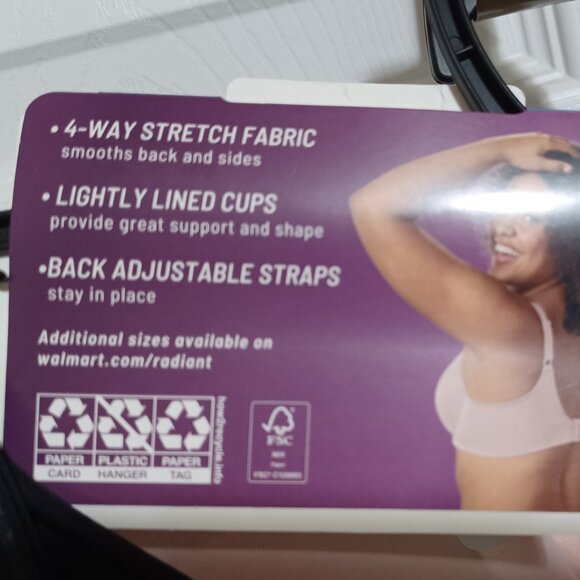 • 4-WAY STRETCH FABRIC
smooths back and sides
• LIGHTLY LINED CUPS
provide great support and shape
•BACK ADJUSTABLE STRAPS
stay in place
Additional sizes available on
walmart.com/radiant
PAPER PLASTIC PAPER
CARD HANGER TAG
how2recycle.info
FSC
MIX
Paper